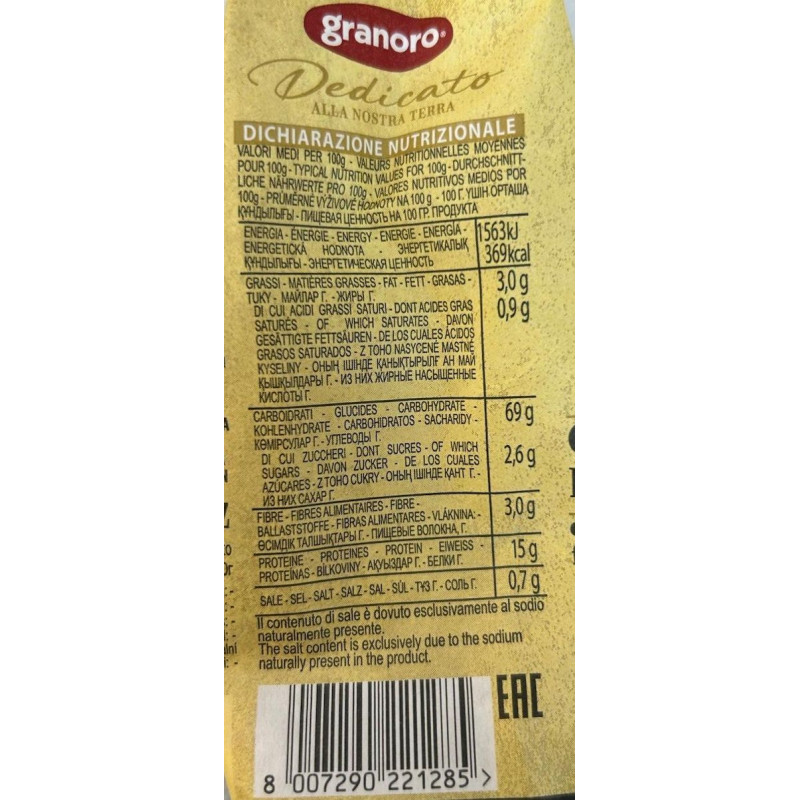 granoro®
Dedicato
ALLA NOSTRA TERRA
DICHIARAZIONE NUTRIZIONALE
VALORI MEDI PER 100g - VALEURS NUTRITIONNELLES MOYENNES
POUR 100g - TYPICAL NUTRITION VALUES FOR 100g - DURCHSCHNITT-
LICHE NÄHRWERTE PRO 100g - VALORES NUTRITIVOS MEDIOS POR
100g - PRŮMĚRNÉ VÝŽIVOVÉ HODNOTY NA 100 g - 100 Г. ҮШІН ОРТАША
ҚҰНДЫЛЫҒЫ - ПИЩЕВАЯ ЦЕННОСТЬ НА 100 ГР. ПРОДУКТА
ENERGIA - ÉNERGIE - ENERGY - ENERGIE - ENERGÍA - 1563kJ
ENERGETICKÁ HODNOTA - ЭНЕРГЕТИКАЛЫҚ 369kcal
ҚҰНДЫЛЫҒЫ - ЭНЕРГЕТИЧЕСКАЯ ЦЕННОСТЬ
GRASSI - MATIÈRES GRASSES - FAT - FETT - GRASAS - 3,0 g
TUKY - МАЙЛАР Г. - ЖИРЫ Г.
DI CUI ACIDI GRASSI SATURI - DONT ACIDES GRAS 0,9 g
SATURÉS - OF WHICH SATURATES - DAVON
GESÄTTIGTE FETTSÄUREN - DE LOS CUALES ÁCIDOS
GRASOS SATURADOS - Z TOHO NASYCENÉ MASTNÉ
KYSELINY - ОНЫҢ ІШІНДЕ ҚАНЫҚТЫРЫЛҒ АН МАЙ
ҚЫШҚЫЛДАРЫ Г. - ИЗ НИХ ЖИРНЫЕ НАСЫЩЕННЫЕ
КИСЛОТЫ Г.
CARBOIDRATI - GLUCIDES - CARBOHYDRATE - 69 g
KOHLENHYDRATE - CARBOHIDRATOS - SACHARIDY -
КӨМІРСУЛАР Г. - УГЛЕВОДЫ Г.
DI CUI ZUCCHERI - DONT SUCRES - OF WHICH 2,6 g
SUGARS - DAVON ZUCKER - DE LOS CUALES
AZÚCARES - Z TOHO CUKRY - ОНЫҢ ІШІНДЕ ҚАНТ Г. -
ИЗ НИХ САХАР Г.
FIBRE - FIBRES ALIMENTAIRES - FIBRE - 3,0 g
BALLASTSTOFFE - FIBRAS ALIMENTARES - VLÁKNINA: -
ӨСІМДІК ТАЛШЫҚТАРЫ Г. - ПИЩЕВЫЕ ВОЛОКНА, Г.
PROTEINE - PROTEINES - PROTEIN - EIWEISS - 15 g
PROTEÍNAS - BÍLKOVINY - АҚУЫЗДАР Г. - БЕЛКИ Г.
SALE - SEL - SALT - SALZ - SAL - SŮL - ТҰЗ Г. - СОЛЬ Г. 0,7 g
Il contenuto di sale è dovuto esclusivamente al sodio
naturalmente presente.
The salt content is exclusively due to the sodium
naturally present in the product.
EAC
8 007290 221285 >